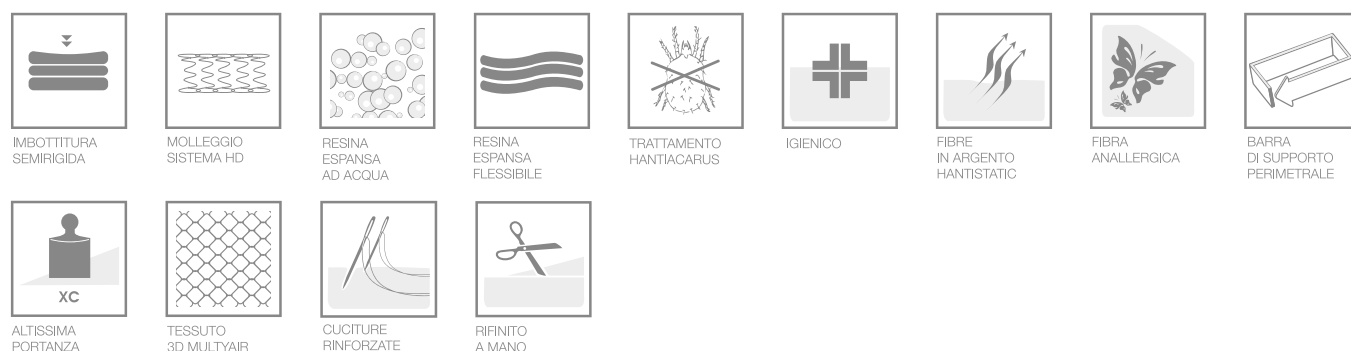 IMBOTTITURA
SEMIRIGIDA
MOLLEGGIO
SISTEMA HD
RESINA
ESPANSA
AD ACQUA
RESINA
ESPANSA
FLESSIBILE
TRATTAMENTO
HANTIACARUS
IGIENICO
FIBRE
IN ARGENTO
HANTISTATIC
FIBRA
ANALLERGICA
BARRA
DI SUPPORTO
PERIMETRALE
XC
ALTISSIMA
PORTANZA
TESSUTO
3D MULTYAIR
CUCITURE
RINFORZATE
RIFINITO
A MANO